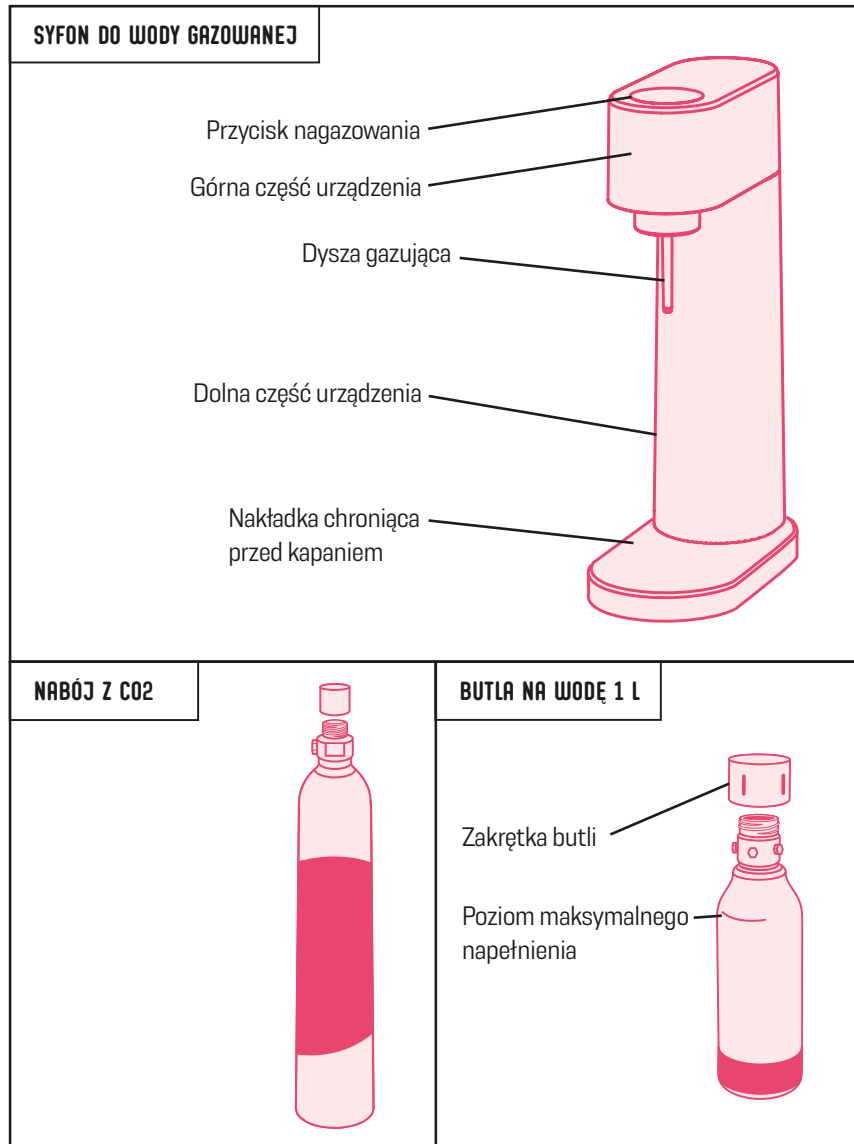 SYFON DO WODY GAZOWANEJ
Przycisk nagazowania
Górna część urządzenia
Dysza gazująca
Dolna część urządzenia
Nakładka chroniąca
przed kapaniem
NABÓJ Z CO2
BUTLA NA WODĘ 1 L
Zakrętka butli
Poziom maksymalnego
napełnienia